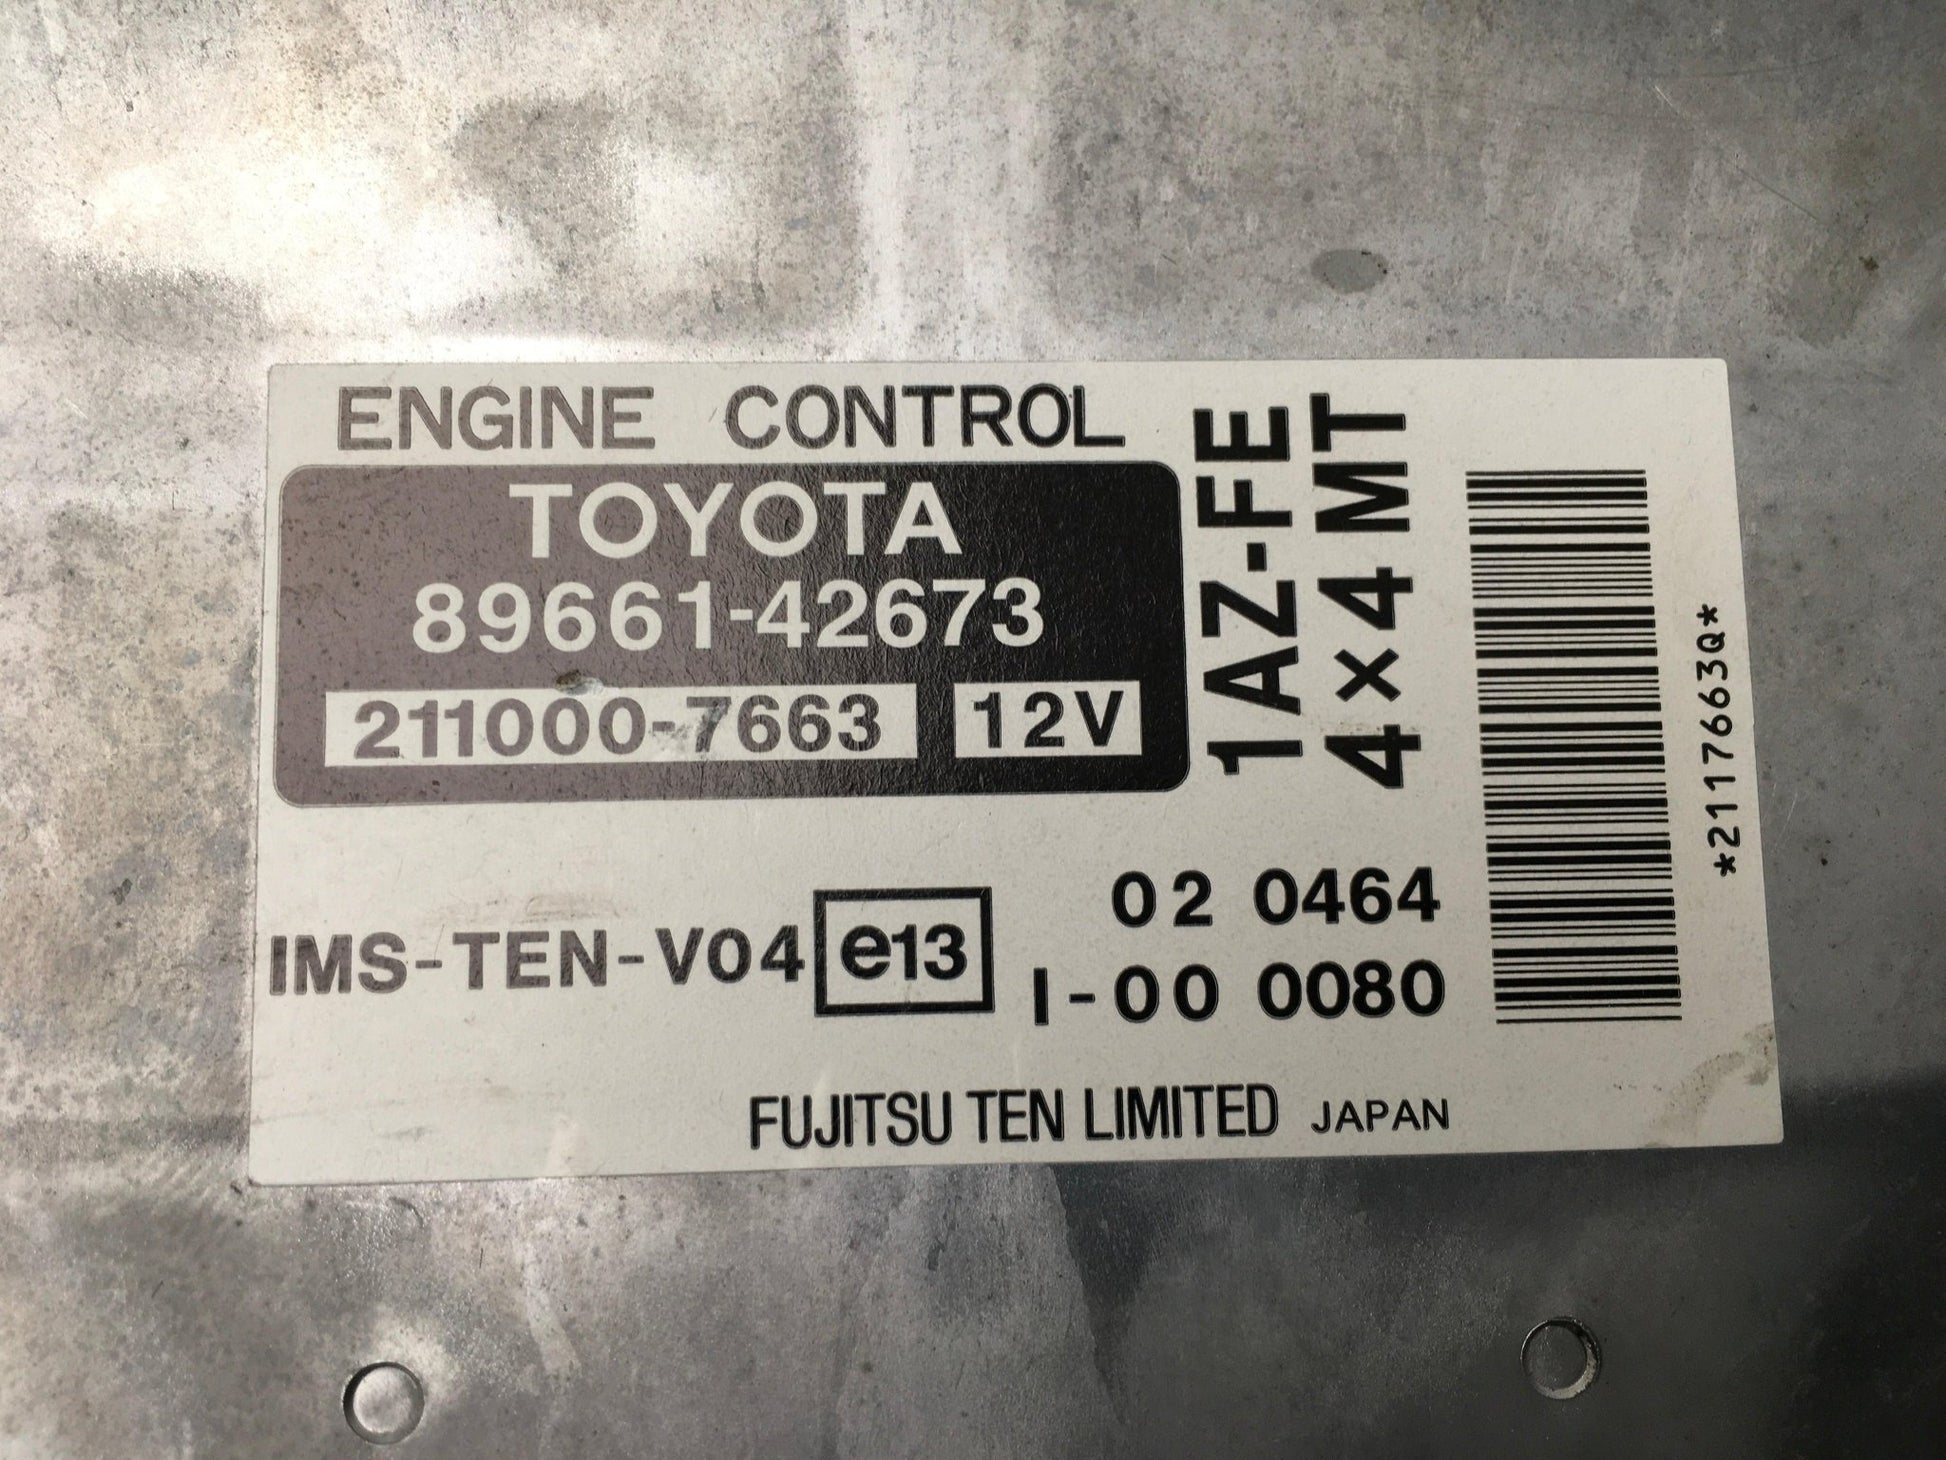 ENGINE CONTROL
TOYOTA
89661-42673
211000-7663 12V
1AZ-FE
4×4 MT
IMS-TEN-V04 e13
02 0464
I-00 0080
FUJITSU TEN LIMITED JAPAN
*2117663Q*